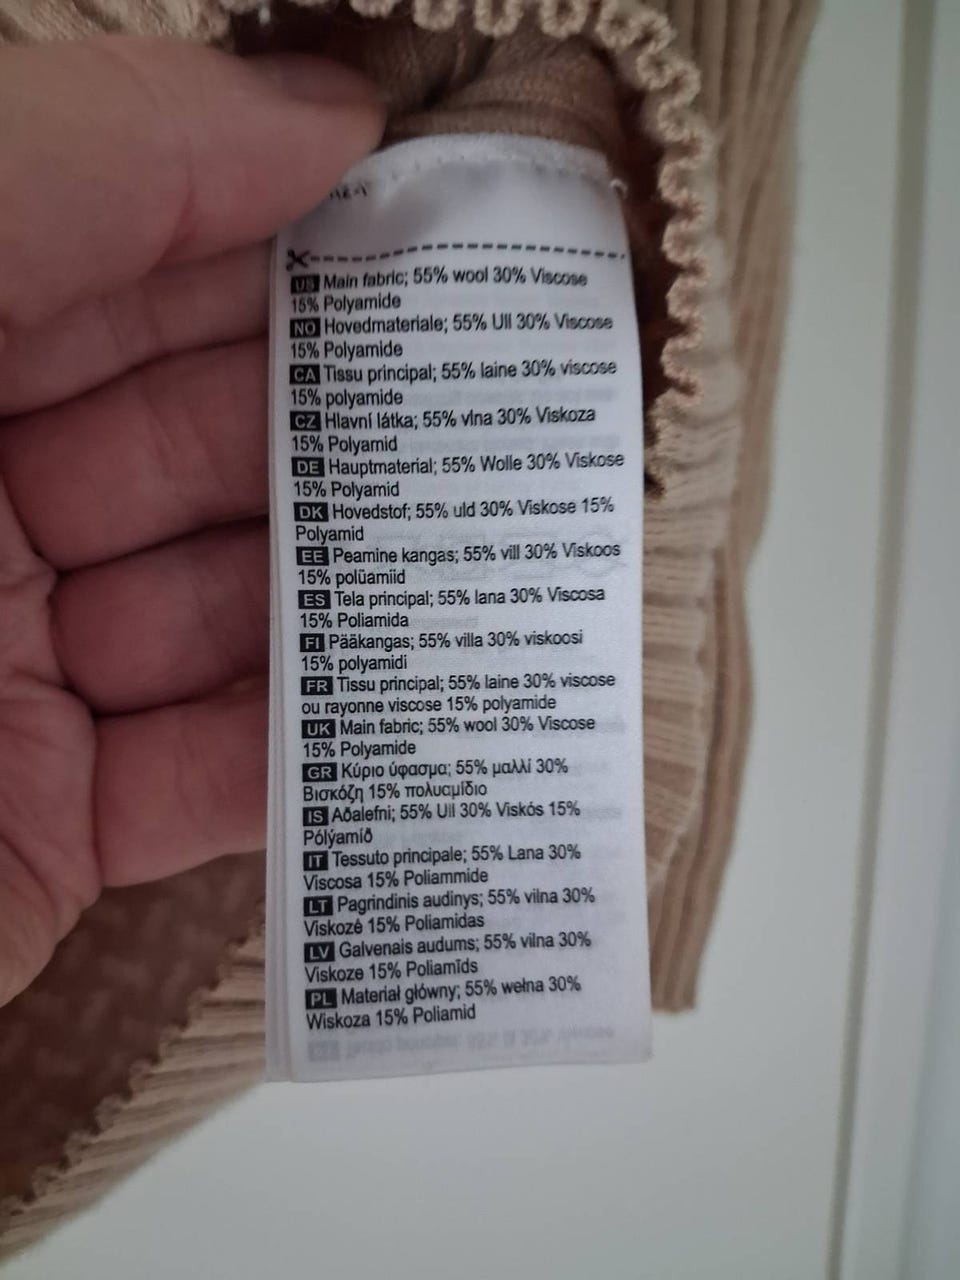 US Main fabric; 55% wool 30% Viscose
15% Polyamide
NO Hovedmateriale; 55% Ull 30% Viscose
15% Polyamide
CA Tissu principal; 55% laine 30% viscose
15% polyamide
CZ Hlavní látka; 55% vlna 30% Viskoza
15% Polyamid
DE Hauptmaterial; 55% Wolle 30% Viskose
15% Polyamid
DK Hovedstof; 55% uld 30% Viskose 15%
Polyamid
EE Peamine kangas; 55% vill 30% Viskoos
15% polüamiid
ES Tela principal; 55% lana 30% Viscosa
15% Poliamida
FI Pääkangas; 55% villa 30% viskoosi
15% polyamidi
FR Tissu principal; 55% laine 30% viscose
ou rayonne viscose 15% polyamide
UK Main fabric; 55% wool 30% Viscose
15% Polyamide
GR Κύριο ύφασμα; 55% μαλλί 30%
Βισκόζη 15% πολυαμίδιο
IS Aðalefni; 55% Ull 30% Viskós 15%
Pólýamíð
IT Tessuto principale; 55% Lana 30%
Viscosa 15% Poliammide
LT Pagrindinis audinys; 55% vilna 30%
Viskozė 15% Poliamidas
LV Galvenais audums; 55% vilna 30%
Viskoze 15% Poliamīds
PL Materiał główny; 55% wełna 30%
Wiskoza 15% Poliamid